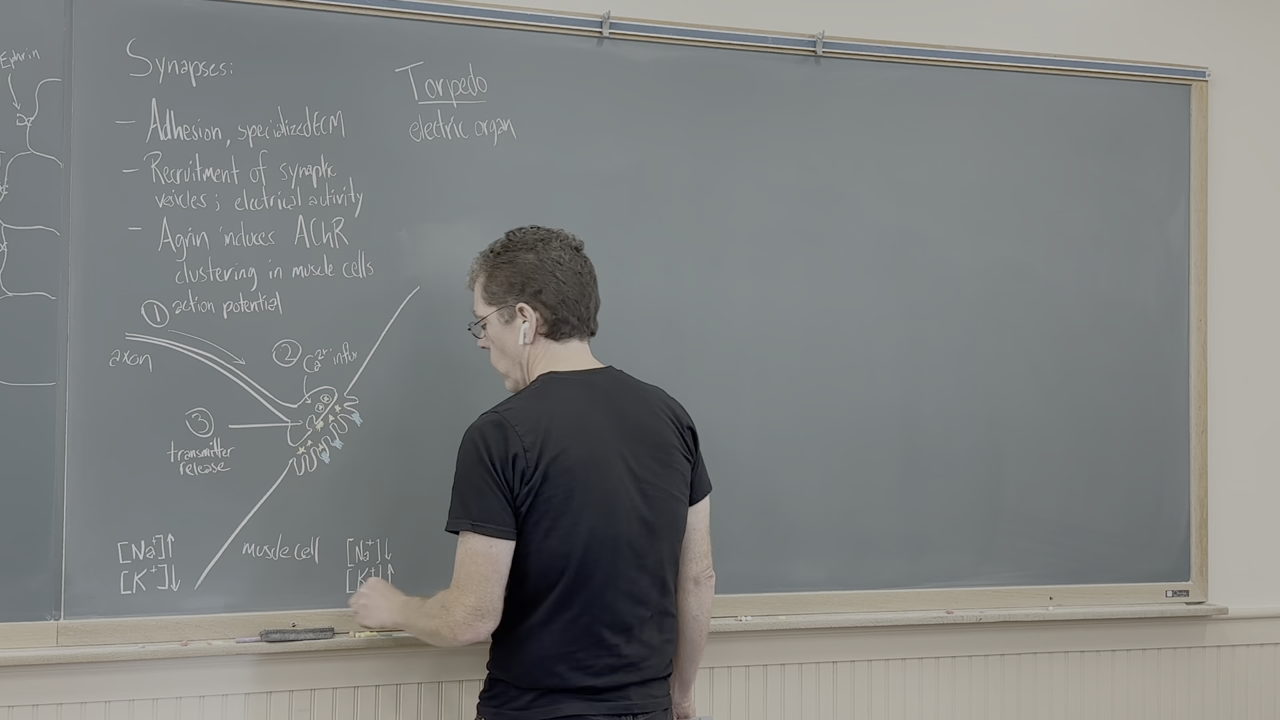 Ephrin
Synapses:
- Adhesion, specialized ECM
- Recruitment of synaptic
vesicles; electrical activity
- Agrin induces AChR
clustering in muscle cells
① action potential
axon
② Ca²⁺ influx
③
transmitter
release
[Na⁺]↑
[K⁺]↓
muscle cell
[Na⁺]↓
[K⁺]↑
Torpedo
electric organ